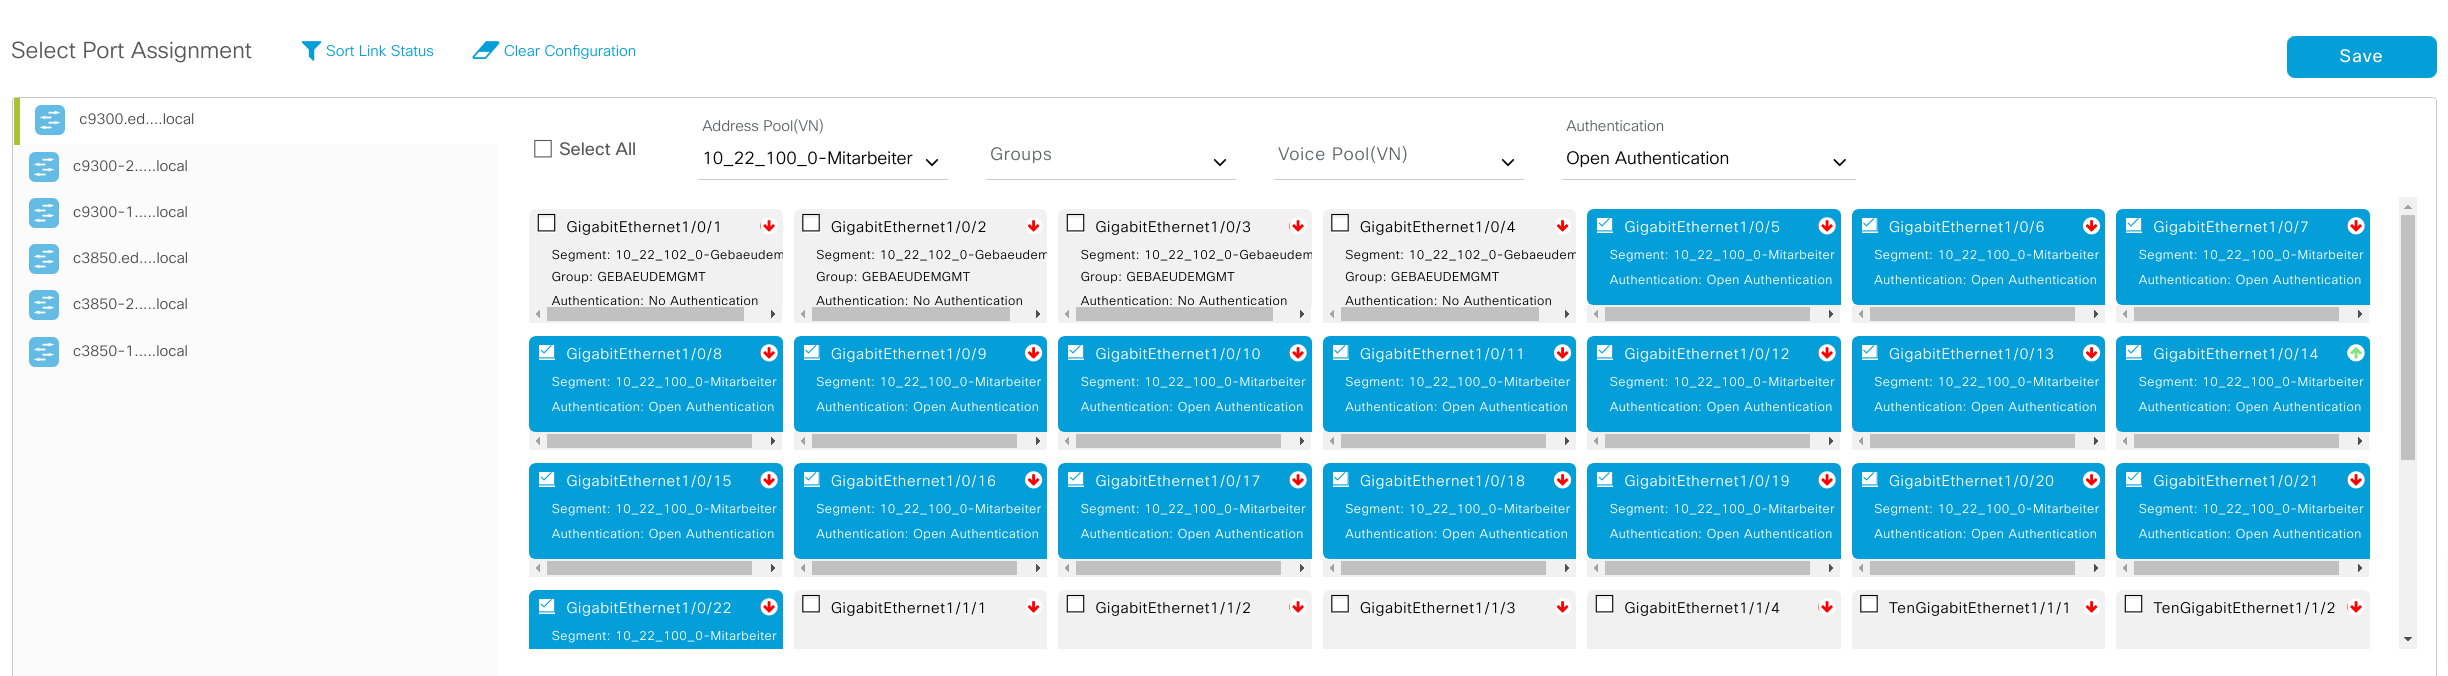 Select Port Assignment
Sort Link Status
Clear Configuration
Save
c9300.ed....local
c9300-2.....local
c9300-1.....local
c3850.ed....local
c3850-2.....local
c3850-1.....local
Select All
Address Pool(VN)
10_22_100_0-Mitarbeiter
Groups
Voice Pool(VN)
Authentication
Open Authentication
GigabitEthernet1/0/1
Segment: 10_22_102_0-Gebaeudem
Group: GEBAEUDEMGMT
Authentication: No Authentication
GigabitEthernet1/0/2
Segment: 10_22_102_0-Gebaeudem
Group: GEBAEUDEMGMT
Authentication: No Authentication
GigabitEthernet1/0/3
Segment: 10_22_102_0-Gebaeudem
Group: GEBAEUDEMGMT
Authentication: No Authentication
GigabitEthernet1/0/4
Segment: 10_22_102_0-Gebaeudem
Group: GEBAEUDEMGMT
Authentication: No Authentication
GigabitEthernet1/0/5
Segment: 10_22_100_0-Mitarbeiter
Authentication: Open Authentication
GigabitEthernet1/0/6
Segment: 10_22_100_0-Mitarbeiter
Authentication: Open Authentication
GigabitEthernet1/0/7
Segment: 10_22_100_0-Mitarbeiter
Authentication: Open Authentication
GigabitEthernet1/0/8
Segment: 10_22_100_0-Mitarbeiter
Authentication: Open Authentication
GigabitEthernet1/0/9
Segment: 10_22_100_0-Mitarbeiter
Authentication: Open Authentication
GigabitEthernet1/0/10
Segment: 10_22_100_0-Mitarbeiter
Authentication: Open Authentication
GigabitEthernet1/0/11
Segment: 10_22_100_0-Mitarbeiter
Authentication: Open Authentication
GigabitEthernet1/0/12
Segment: 10_22_100_0-Mitarbeiter
Authentication: Open Authentication
GigabitEthernet1/0/13
Segment: 10_22_100_0-Mitarbeiter
Authentication: Open Authentication
GigabitEthernet1/0/14
Segment: 10_22_100_0-Mitarbeiter
Authentication: Open Authentication
GigabitEthernet1/0/15
Segment: 10_22_100_0-Mitarbeiter
Authentication: Open Authentication
GigabitEthernet1/0/16
Segment: 10_22_100_0-Mitarbeiter
Authentication: Open Authentication
GigabitEthernet1/0/17
Segment: 10_22_100_0-Mitarbeiter
Authentication: Open Authentication
GigabitEthernet1/0/18
Segment: 10_22_100_0-Mitarbeiter
Authentication: Open Authentication
GigabitEthernet1/0/19
Segment: 10_22_100_0-Mitarbeiter
Authentication: Open Authentication
GigabitEthernet1/0/20
Segment: 10_22_100_0-Mitarbeiter
Authentication: Open Authentication
GigabitEthernet1/0/21
Segment: 10_22_100_0-Mitarbeiter
Authentication: Open Authentication
GigabitEthernet1/0/22
Segment: 10_22_100_0-Mitarbeiter
GigabitEthernet1/1/1
GigabitEthernet1/1/2
GigabitEthernet1/1/3
GigabitEthernet1/1/4
TenGigabitEthernet1/1/1
TenGigabitEthernet1/1/2